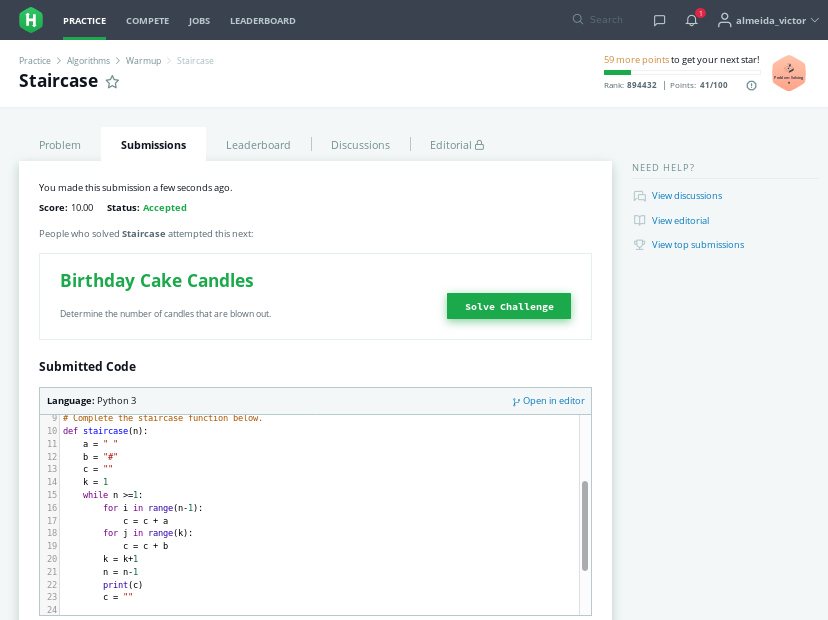 H PRACTICE COMPETE JOBS LEADERBOARD Search 1 almeida_victor
Practice Algorithms Warmup Staircase
Staircase
59 more points to get your next star!
Rank: 894432 | Points: 41/100
Problem Solving
Problem Submissions Leaderboard Discussions Editorial
You made this submission a few seconds ago.
Score: 10.00 Status: Accepted
People who solved Staircase attempted this next:
Birthday Cake Candles
Determine the number of candles that are blown out.
Solve Challenge
Submitted Code
Language: Python 3 Open in editor
9 # Complete the staircase function below.
10 def staircase(n):
11     a = " "
12     b = "#"
13     c = ""
14     k = 1
15     while n >=1:
16         for i in range(n-1):
17             c = c + a
18         for j in range(k):
19             c = c + b
20         k = k+1
21         n = n-1
22         print(c)
23         c = ""
24
NEED HELP?
View discussions
View editorial
View top submissions